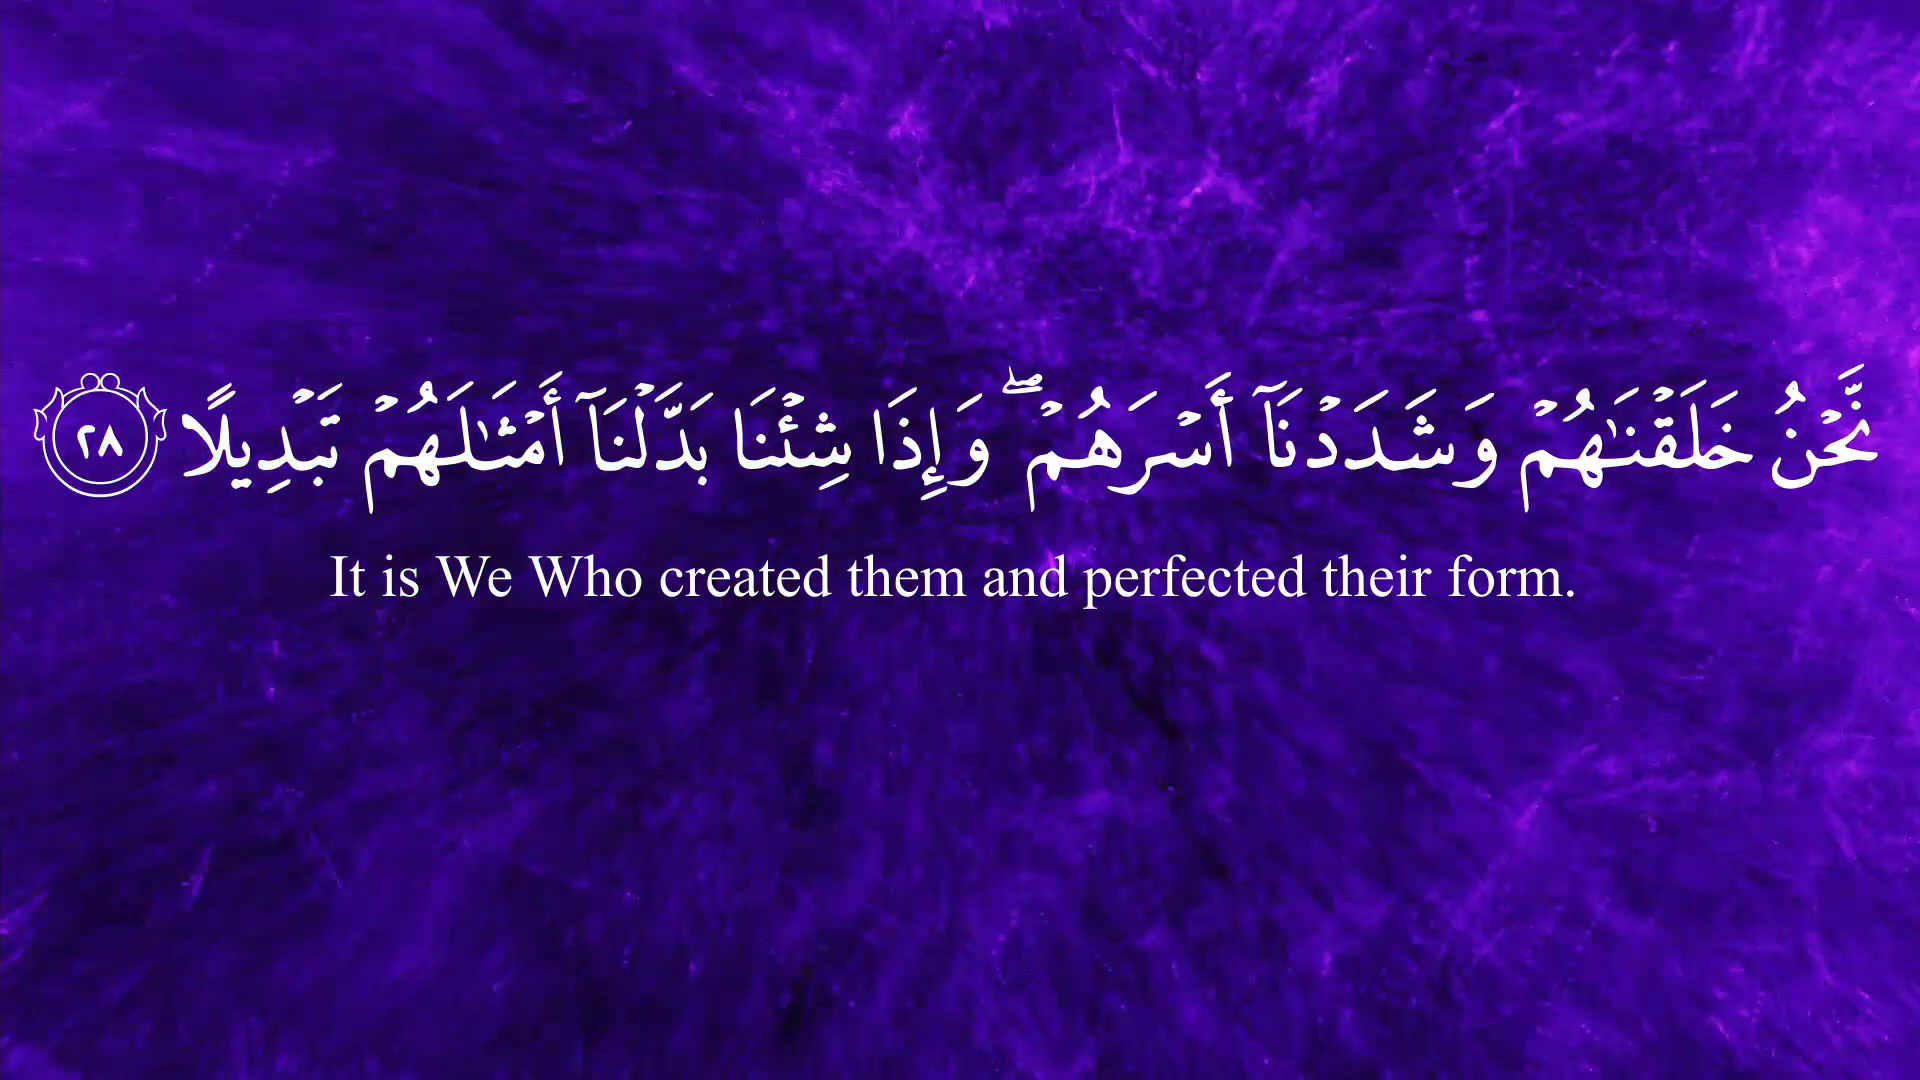 نَّحۡنُ خَلَقۡنَٰهُمۡ وَشَدَدۡنَآ أَسۡرَهُمۡۖ وَإِذَا شِئۡنَا بَدَّلۡنَآ أَمۡثَٰلَهُمۡ تَبۡدِيلًا ٢٨
It is We Who created them and perfected their form.